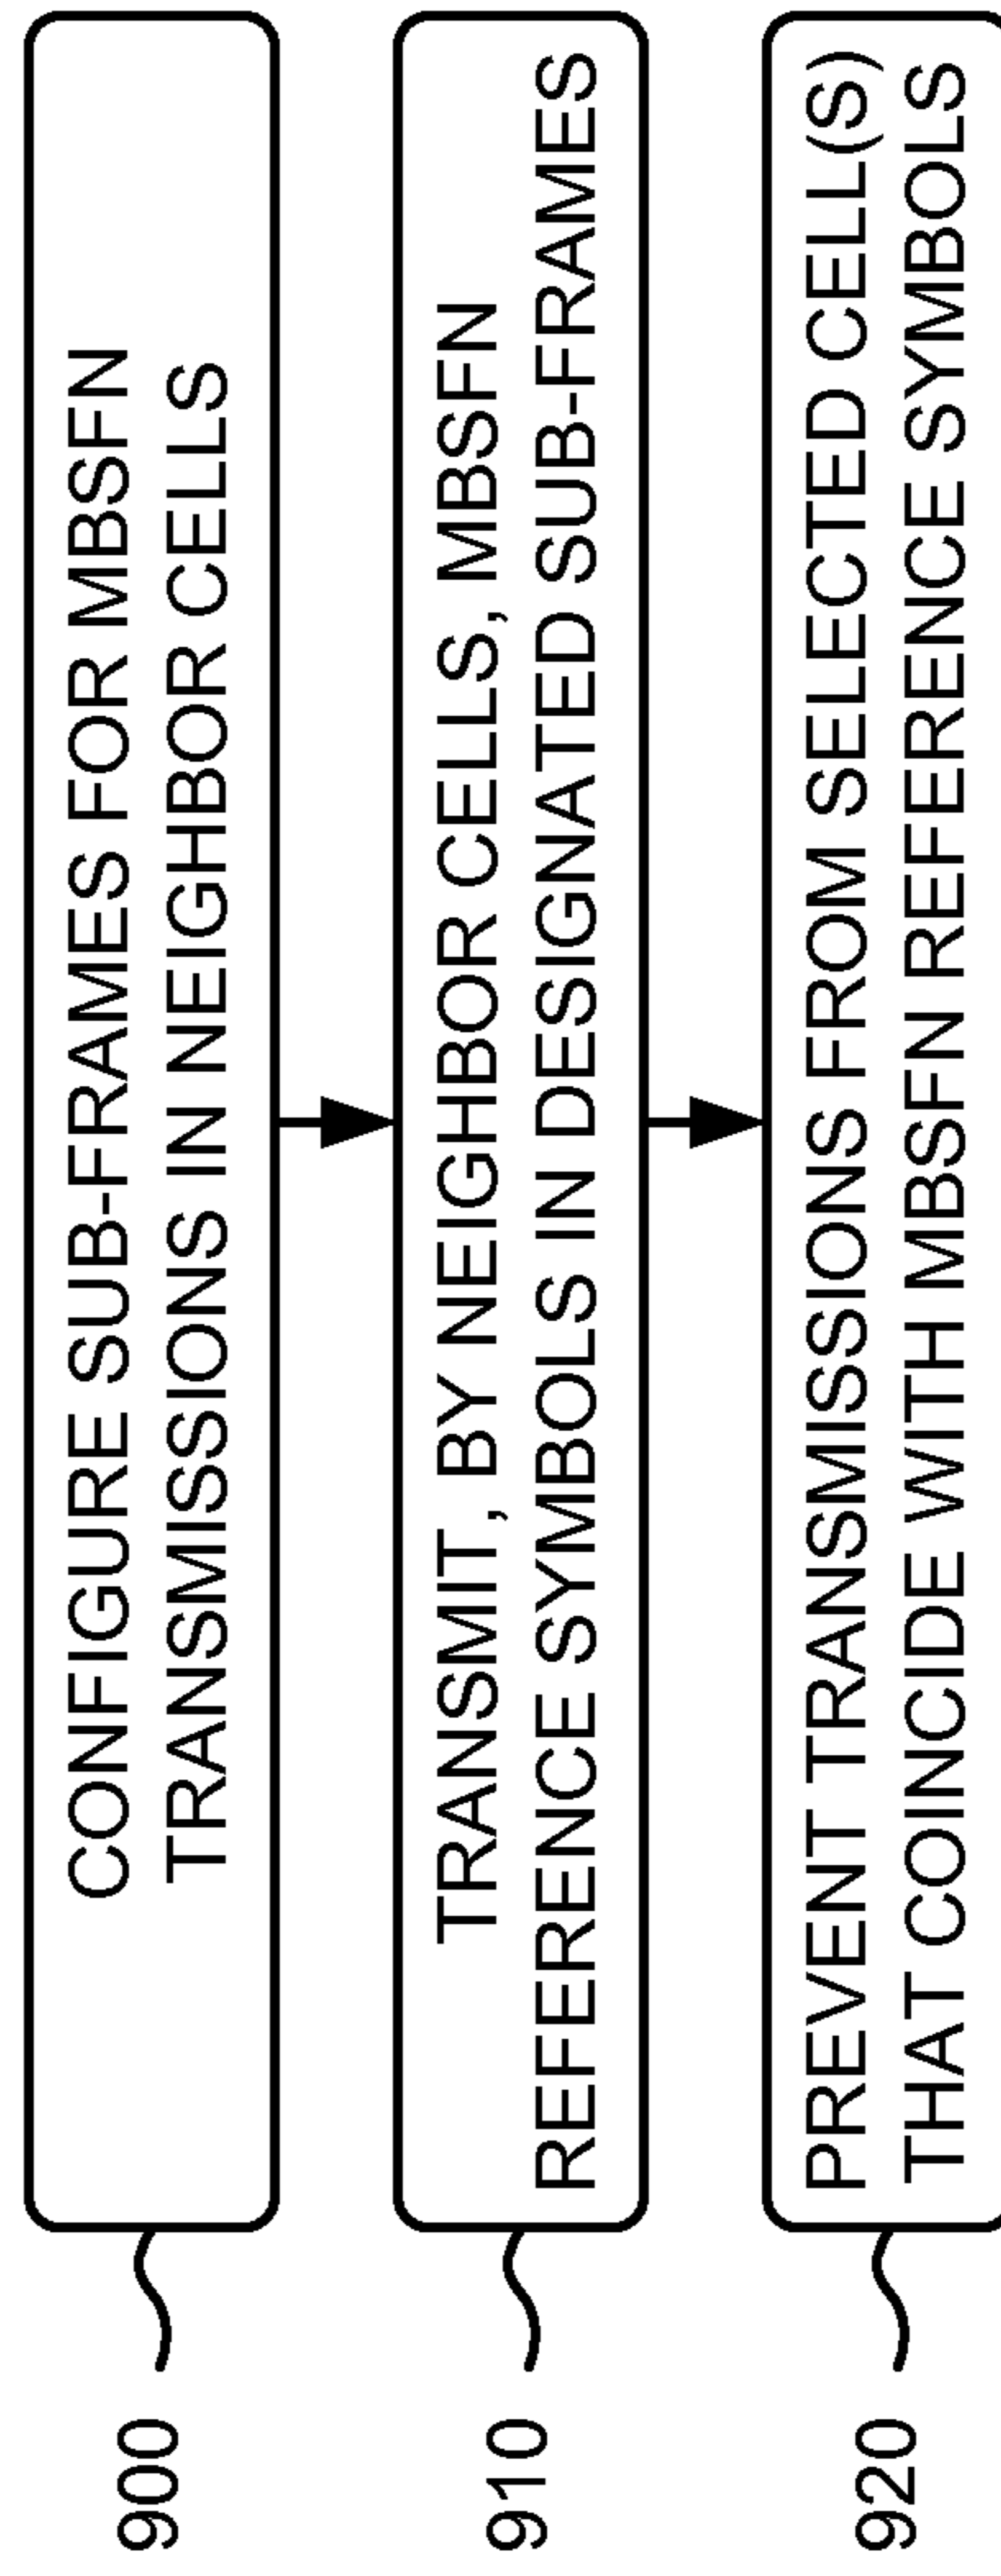 CONFIGURE SUB-FRAMES FOR MBSFN
TRANSMISSIONS IN NEIGHBOR CELLS
900
TRANSMIT, BY NEIGHBOR CELLS, MBSFN
REFERENCE SYMBOLS IN DESIGNATED SUB-FRAMES
910
PREVENT TRANSMISSIONS FROM SELECTED CELL(S)
THAT COINCIDE WITH MBSFN REFERENCE SYMBOLS
920